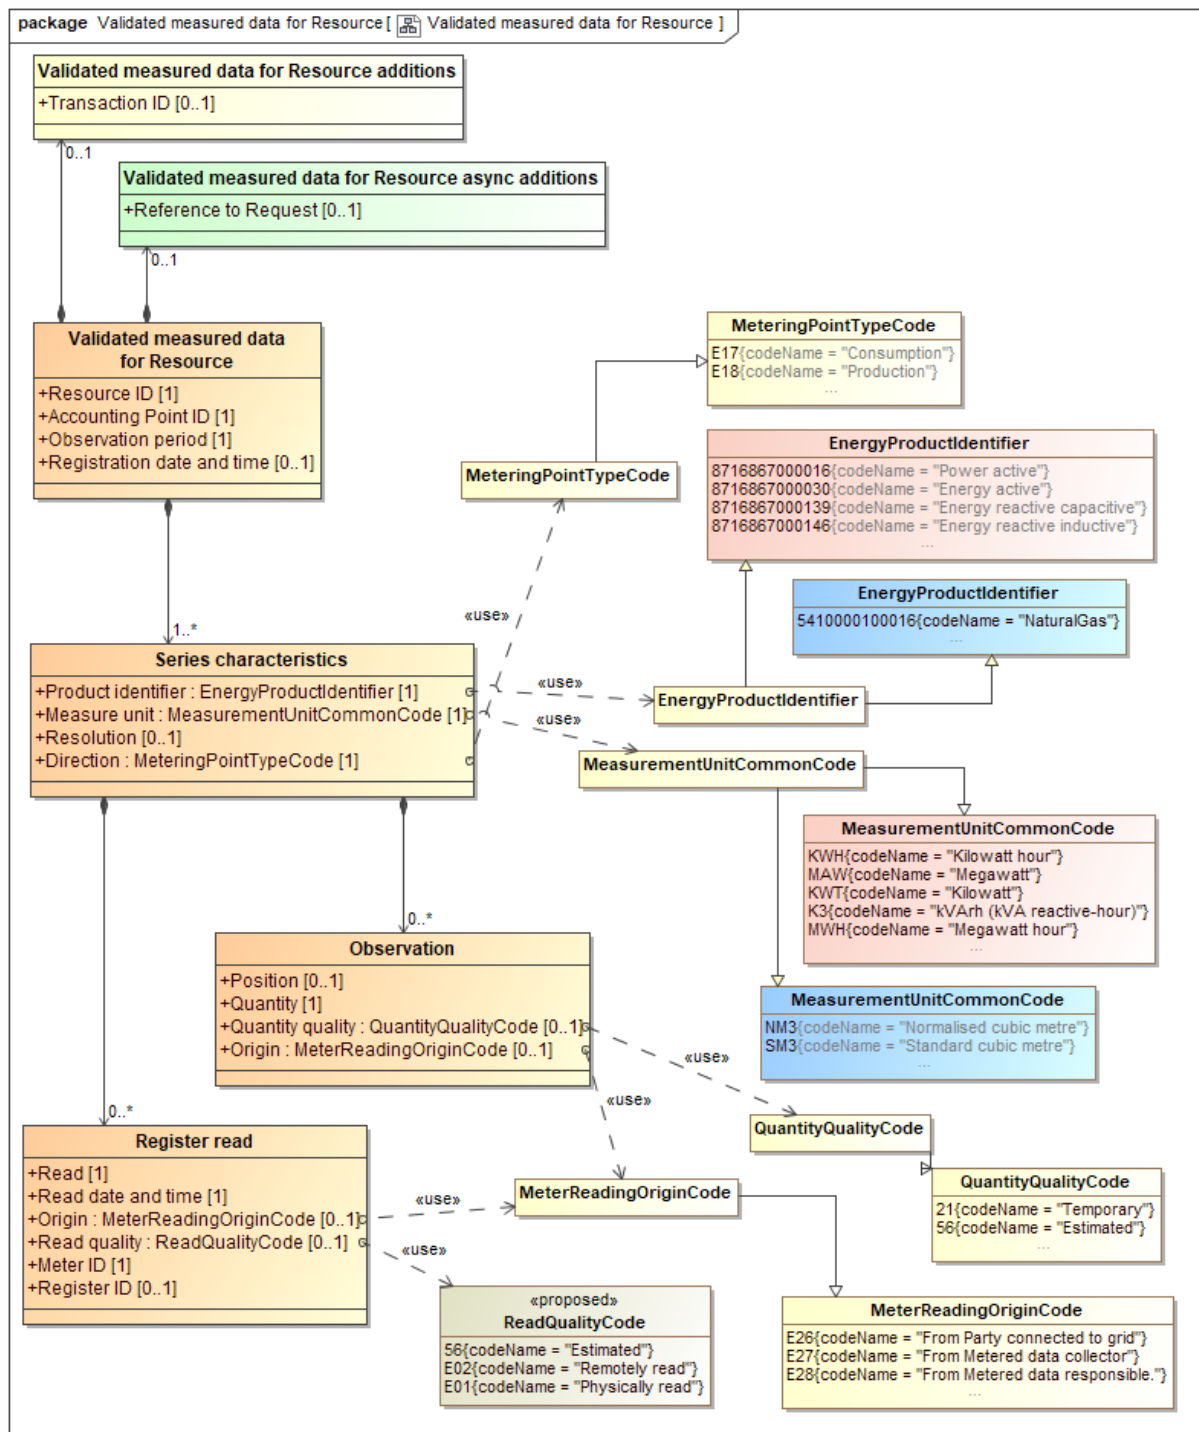 package Validated measured data for Resource [ Validated measured data for Resource ]
Validated measured data for Resource additions
+Transaction ID [0..1]
0..1
Validated measured data for Resource async additions
+Reference to Request [0..1]
0..1
Validated measured data
for Resource
+Resource ID [1]
+Accounting Point ID [1]
+Observation period [1]
+Registration date and time [0..1]
MeteringPointTypeCode
E17{codeName = "Consumption"}
E18{codeName = "Production"}
...
MeteringPointTypeCode
EnergyProductIdentifier
8716867000016{codeName = "Power active"}
8716867000030{codeName = "Energy active"}
8716867000139{codeName = "Energy reactive capacitive"}
8716867000146{codeName = "Energy reactive inductive"}
...
EnergyProductIdentifier
5410000100016{codeName = "NaturalGas"}
...
«use»
1..*
Series characteristics
+Product identifier : EnergyProductIdentifier [1]
+Measure unit : MeasurementUnitCommonCode [1]
+Resolution [0..1]
+Direction : MeteringPointTypeCode [1]
«use»
«use»
EnergyProductIdentifier
MeasurementUnitCommonCode
MeasurementUnitCommonCode
KWH{codeName = "Kilowatt hour"}
MAW{codeName = "Megawatt"}
KWT{codeName = "Kilowatt"}
K3{codeName = "kVArh (kVA reactive-hour)"}
MWH{codeName = "Megawatt hour"}
...
0..*
Observation
+Position [0..1]
+Quantity [1]
+Quantity quality : QuantityQualityCode [0..1]
+Origin : MeterReadingOriginCode [0..1]
MeasurementUnitCommonCode
NM3{codeName = "Normalised cubic metre"}
SM3{codeName = "Standard cubic metre"}
...
«use»
«use»
0..*
Register read
+Read [1]
+Read date and time [1]
+Origin : MeterReadingOriginCode [0..1]
+Read quality : ReadQualityCode [0..1]
+Meter ID [1]
+Register ID [0..1]
QuantityQualityCode
QuantityQualityCode
21{codeName = "Temporary"}
56{codeName = "Estimated"}
...
«use»
«use»
MeterReadingOriginCode
«proposed»
ReadQualityCode
56{codeName = "Estimated"}
E02{codeName = "Remotely read"}
E01{codeName = "Physically read"}
MeterReadingOriginCode
E26{codeName = "From Party connected to grid"}
E27{codeName = "From Metered data collector"}
E28{codeName = "From Metered data responsible."}
...